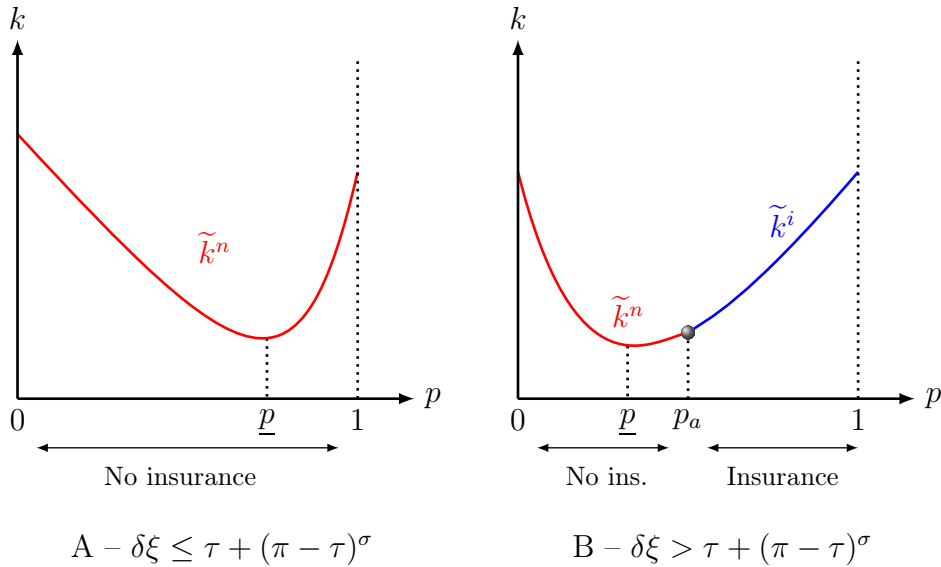 k
k̃ⁿ
p
0
p̲
1
No insurance
A – δξ ≤ τ + (π − τ)^σ
k
k̃ⁱ
k̃ⁿ
p
0
p̲
pₐ
1
No ins.
Insurance
B – δξ > τ + (π − τ)^σ